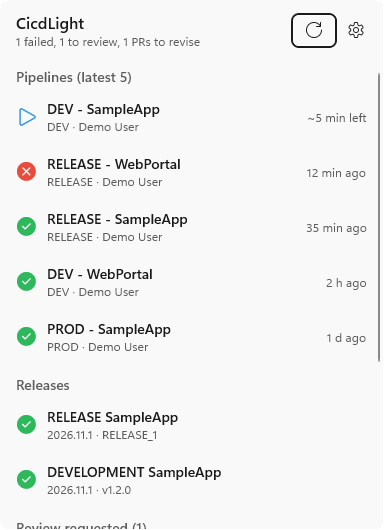 CicdLight
1 failed, 1 to review, 1 PRs to revise
Pipelines (latest 5)
DEV - SampleApp
DEV · Demo User
~5 min left
RELEASE - WebPortal
RELEASE · Demo User
12 min ago
RELEASE - SampleApp
RELEASE · Demo User
35 min ago
DEV - WebPortal
DEV · Demo User
2 h ago
PROD - SampleApp
PROD · Demo User
1 d ago
Releases
RELEASE SampleApp
2026.11.1 · RELEASE_1
DEVELOPMENT SampleApp
2026.11.1 · v1.2.0
Review requested (1)